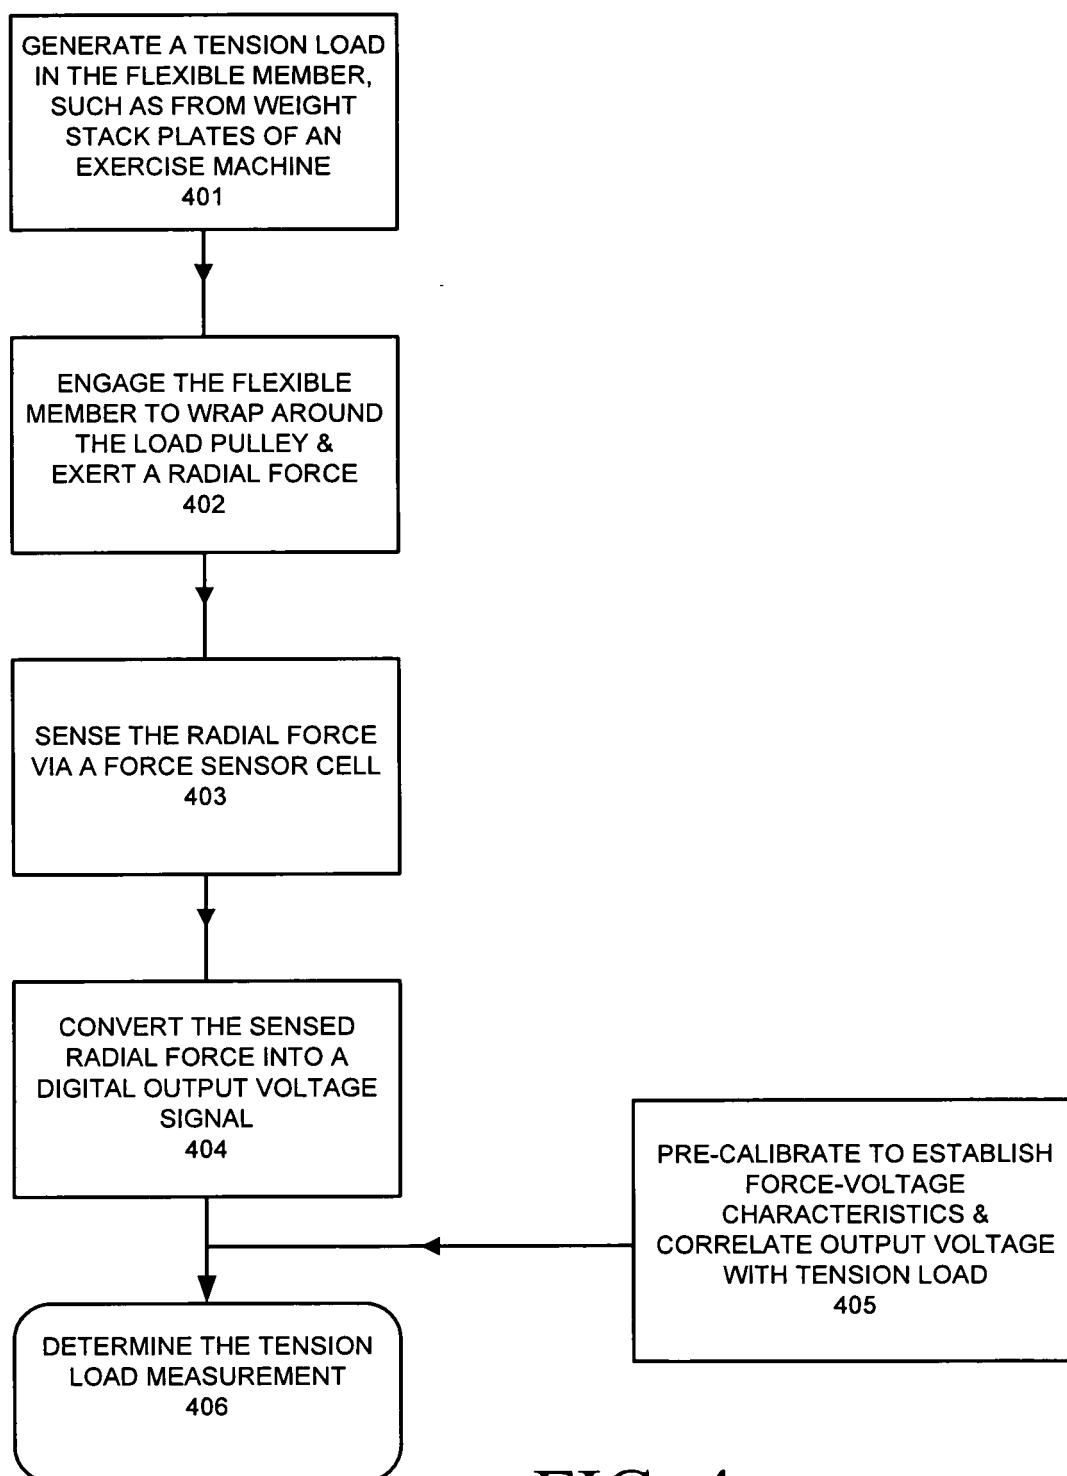 GENERATE A TENSION LOAD
IN THE FLEXIBLE MEMBER,
SUCH AS FROM WEIGHT
STACK PLATES OF AN
EXERCISE MACHINE
401
ENGAGE THE FLEXIBLE
MEMBER TO WRAP AROUND
THE LOAD PULLEY &
EXERT A RADIAL FORCE
402
SENSE THE RADIAL FORCE
VIA A FORCE SENSOR CELL
403
CONVERT THE SENSED
RADIAL FORCE INTO A
DIGITAL OUTPUT VOLTAGE
SIGNAL
404
PRE-CALIBRATE TO ESTABLISH
FORCE-VOLTAGE
CHARACTERISTICS &
CORRELATE OUTPUT VOLTAGE
WITH TENSION LOAD
405
DETERMINE THE TENSION
LOAD MEASUREMENT
406